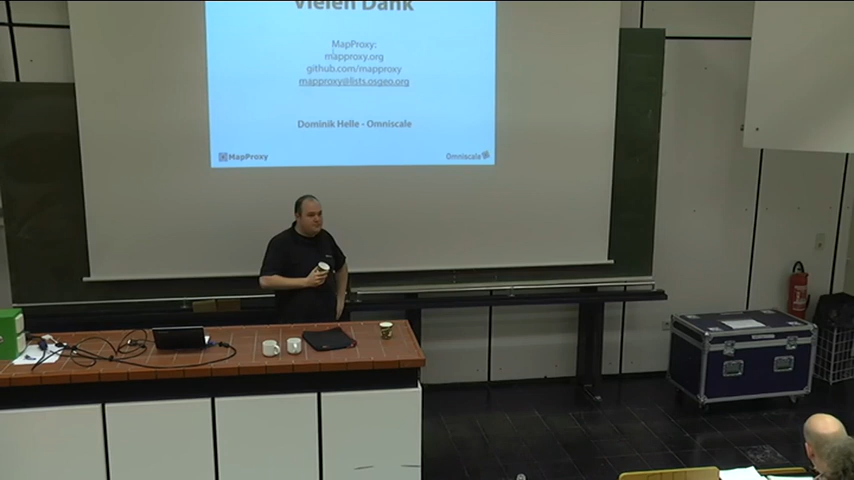 Vielen Dank
MapProxy:
mapproxy.org
github.com/mapproxy
mapproxy@lists.osgeo.org
Dominik Helle - Omniscale
MapProxy
Omniscale